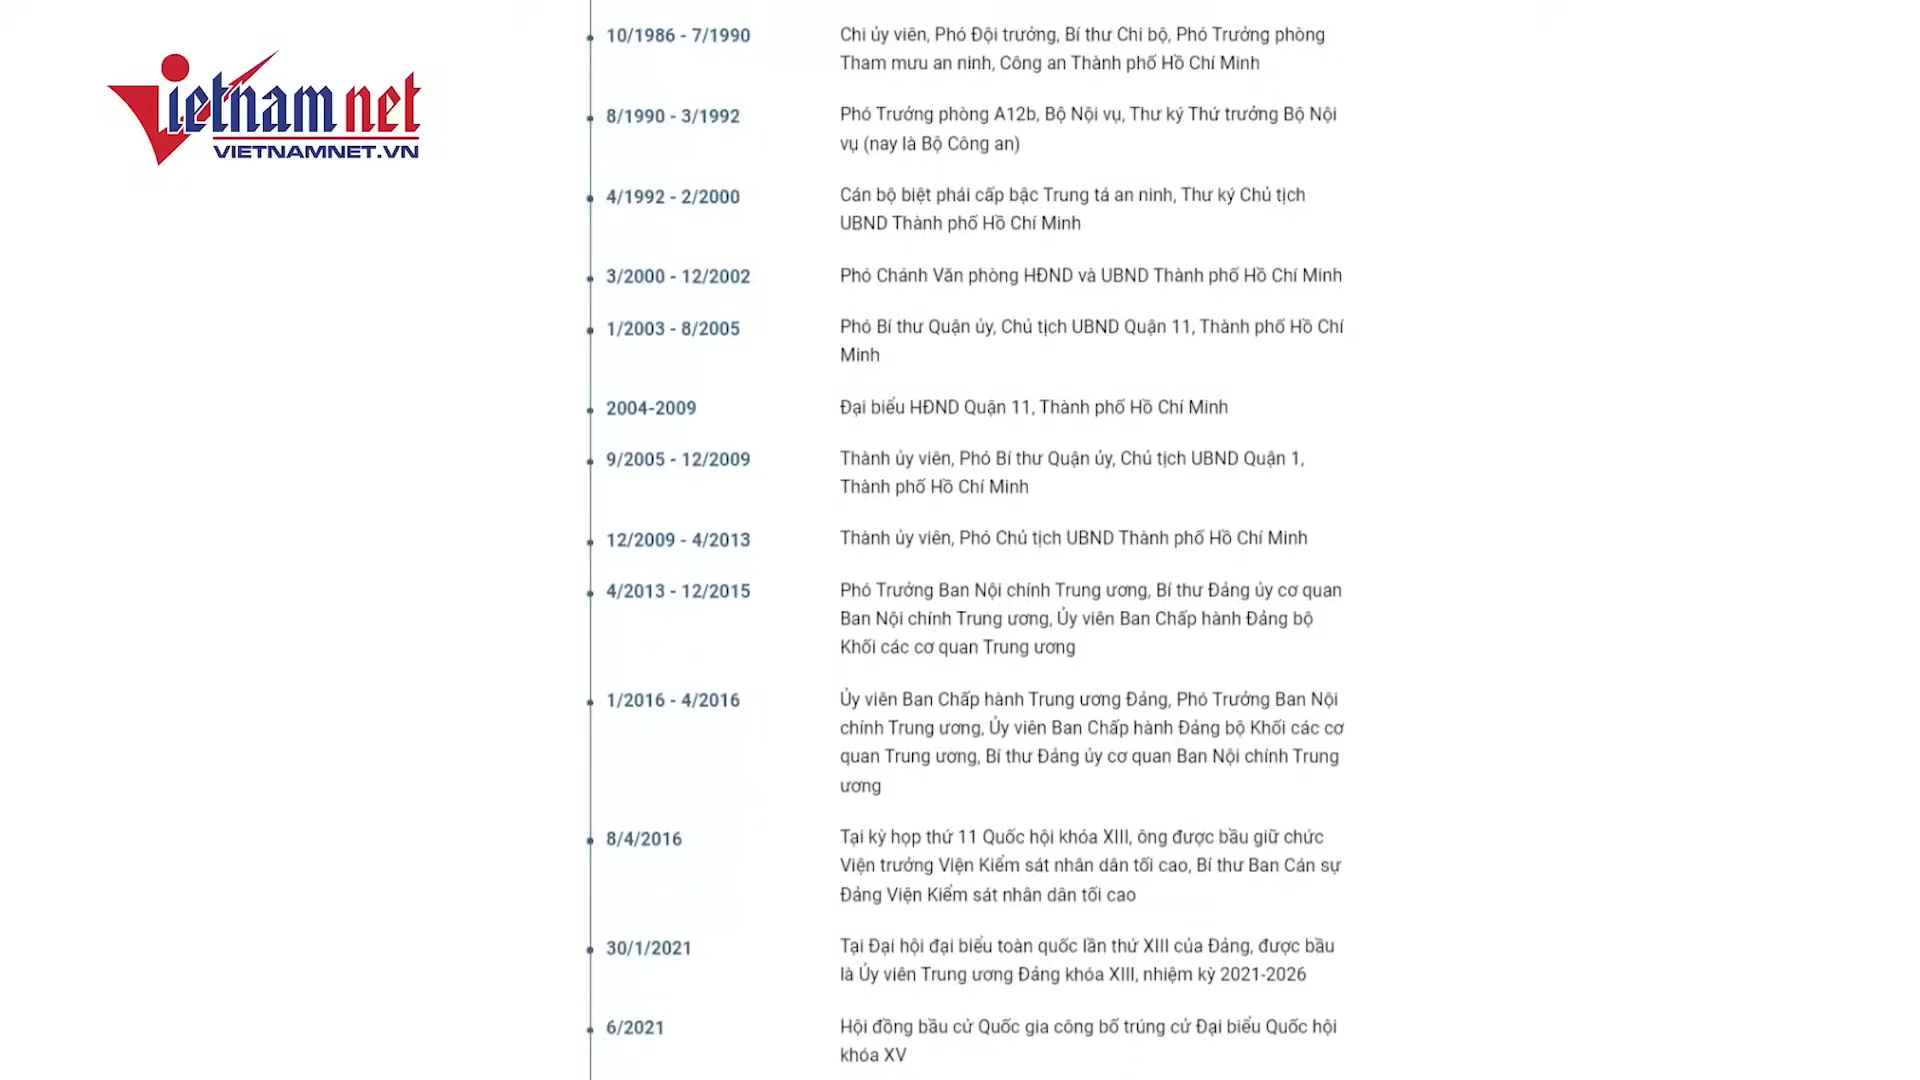 Vietnamnet
VIETNAMNET.VN
10/1986 - 7/1990
Chi ủy viên, Phó Đội trưởng, Bí thư Chi bộ, Phó Trưởng phòng
Tham mưu an ninh, Công an Thành phố Hồ Chí Minh
8/1990 - 3/1992
Phó Trưởng phòng A12b, Bộ Nội vụ, Thư ký Thứ trưởng Bộ Nội
vụ (nay là Bộ Công an)
4/1992 - 2/2000
Cán bộ biệt phái cấp bậc Trung tá an ninh, Thư ký Chủ tịch
UBND Thành phố Hồ Chí Minh
3/2000 - 12/2002
Phó Chánh Văn phòng HĐND và UBND Thành phố Hồ Chí Minh
1/2003 - 8/2005
Phó Bí thư Quận ủy, Chủ tịch UBND Quận 11, Thành phố Hồ Chí
Minh
2004-2009
Đại biểu HĐND Quận 11, Thành phố Hồ Chí Minh
9/2005 - 12/2009
Thành ủy viên, Phó Bí thư Quận ủy, Chủ tịch UBND Quận 1,
Thành phố Hồ Chí Minh
12/2009 - 4/2013
Thành ủy viên, Phó Chủ tịch UBND Thành phố Hồ Chí Minh
4/2013 - 12/2015
Phó Trưởng Ban Nội chính Trung ương, Bí thư Đảng ủy cơ quan
Ban Nội chính Trung ương, Ủy viên Ban Chấp hành Đảng bộ
Khối các cơ quan Trung ương
1/2016 - 4/2016
Ủy viên Ban Chấp hành Trung ương Đảng, Phó Trưởng Ban Nội
chính Trung ương, Ủy viên Ban Chấp hành Đảng bộ Khối các cơ
quan Trung ương, Bí thư Đảng ủy cơ quan Ban Nội chính Trung
ương
8/4/2016
Tại kỳ họp thứ 11 Quốc hội khóa XIII, ông được bầu giữ chức
Viện trưởng Viện Kiểm sát nhân dân tối cao, Bí thư Ban Cán sự
Đảng Viện Kiểm sát nhân dân tối cao
30/1/2021
Tại Đại hội đại biểu toàn quốc lần thứ XIII của Đảng, được bầu
là Ủy viên Trung ương Đảng khóa XIII, nhiệm kỳ 2021-2026
6/2021
Hội đồng bầu cử Quốc gia công bố trúng cử Đại biểu Quốc hội
khóa XV